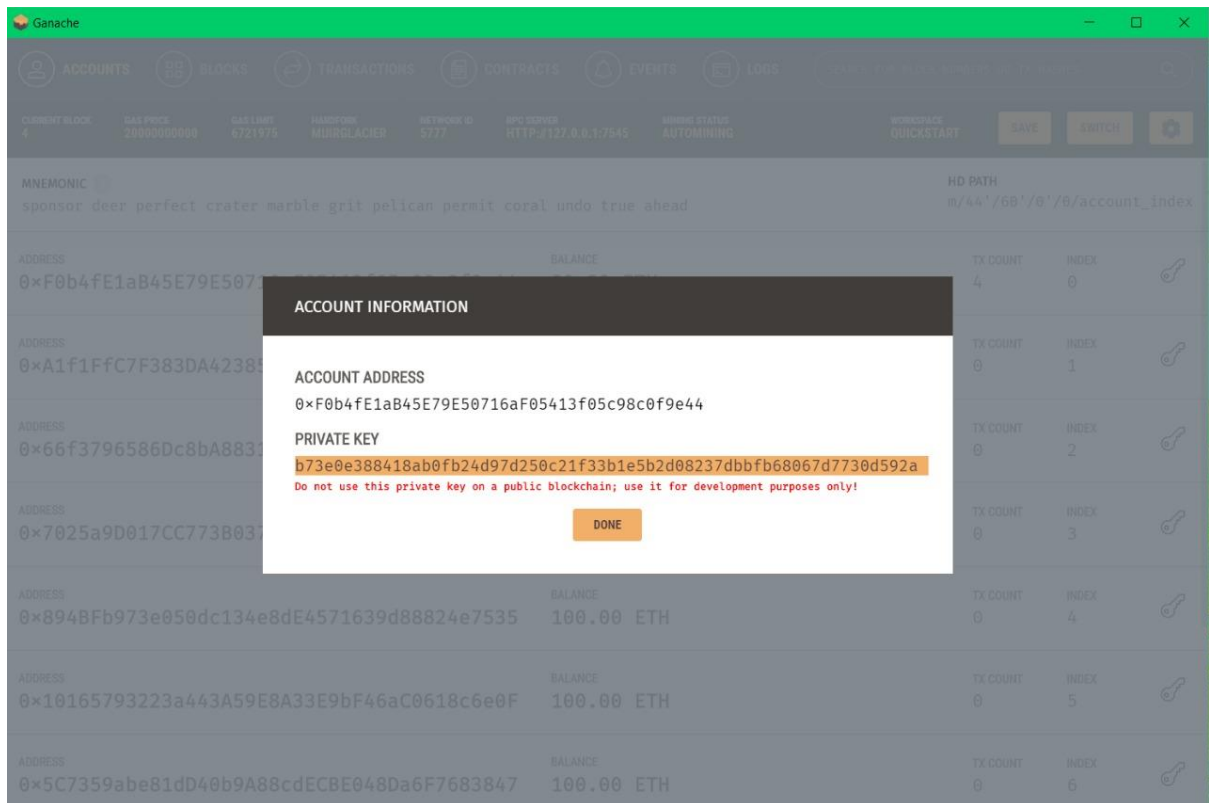 Ganache
ACCOUNTS BLOCKS TRANSACTIONS CONTRACTS EVENTS LOGS
CURRENT BLOCK GAS PRICE GAS LIMIT HARDFORK NETWORK ID RPC SERVER MINING STATUS WORKSPACE
4 20000000000 6721975 MUIRGLACIER 5777 HTTP://127.0.0.1:7545 AUTOMINING QUICKSTART SAVE SWITCH
MNEMONIC HD PATH
sponsor deer perfect crater marble grit pelican permit coral undo true ahead m/44'/60'/0'/0/account_index
ADDRESS BALANCE TX COUNT INDEX
0×F0b4fE1aB45E79E5071 4 0
ACCOUNT INFORMATION
ADDRESS TX COUNT INDEX
0×A1f1FfC7F383DA4238 0 1
ACCOUNT ADDRESS
0×F0b4fE1aB45E79E50716aF05413f05c98c0f9e44
ADDRESS TX COUNT INDEX
0×66f3796586Dc8bA883 0 2
PRIVATE KEY
b73e0e388418ab0fb24d97d250c21f33b1e5b2d08237dbbfb68067d7730d592a
Do not use this private key on a public blockchain; use it for development purposes only!
DONE
ADDRESS TX COUNT INDEX
0×7025a9D017CC773B03 0 3
ADDRESS BALANCE TX COUNT INDEX
0×894BFb973e050dc134e8dE4571639d88824e7535 100.00 ETH 0 4
ADDRESS BALANCE TX COUNT INDEX
0×10165793223a443A59E8A33E9bF46aC0618c6e0F 100.00 ETH 0 5
ADDRESS BALANCE TX COUNT INDEX
0×5C7359abe81dD40b9A88cdECBE048Da6F7683847 100.00 ETH 0 6